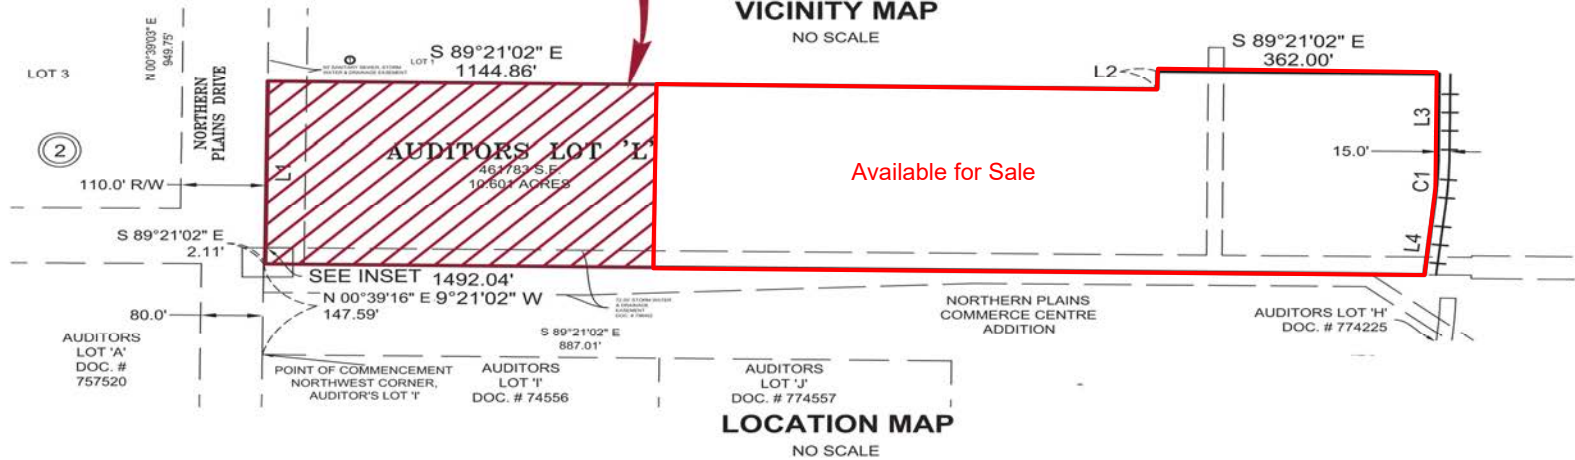 VICINITY MAP
NO SCALE
LOT 3
N 00°39'03" E
949.75'
NORTHERN
PLAINS DRIVE
LOT 1
S 89°21'02" E
1144.86'
L2
S 89°21'02" E
362.00'
L3
2
110.0' R/W
L1
AUDITORS LOT 'L'
461783 S.F.
10.601 ACRES
Available for Sale
15.0'
C1
L4
S 89°21'02" E
2.11'
SEE INSET 1492.04'
N 00°39'16" E 9°21'02" W
147.59'
80.0'
S 89°21'02" E
887.01'
NORTHERN PLAINS
COMMERCE CENTRE
ADDITION
AUDITORS LOT 'H'
DOC. # 774225
AUDITORS
LOT 'A'
DOC. #
757520
POINT OF COMMENCEMENT
NORTHWEST CORNER,
AUDITOR'S LOT 'I'
AUDITORS
LOT 'I'
DOC. # 74556
AUDITORS
LOT 'J'
DOC. # 774557
LOCATION MAP
NO SCALE